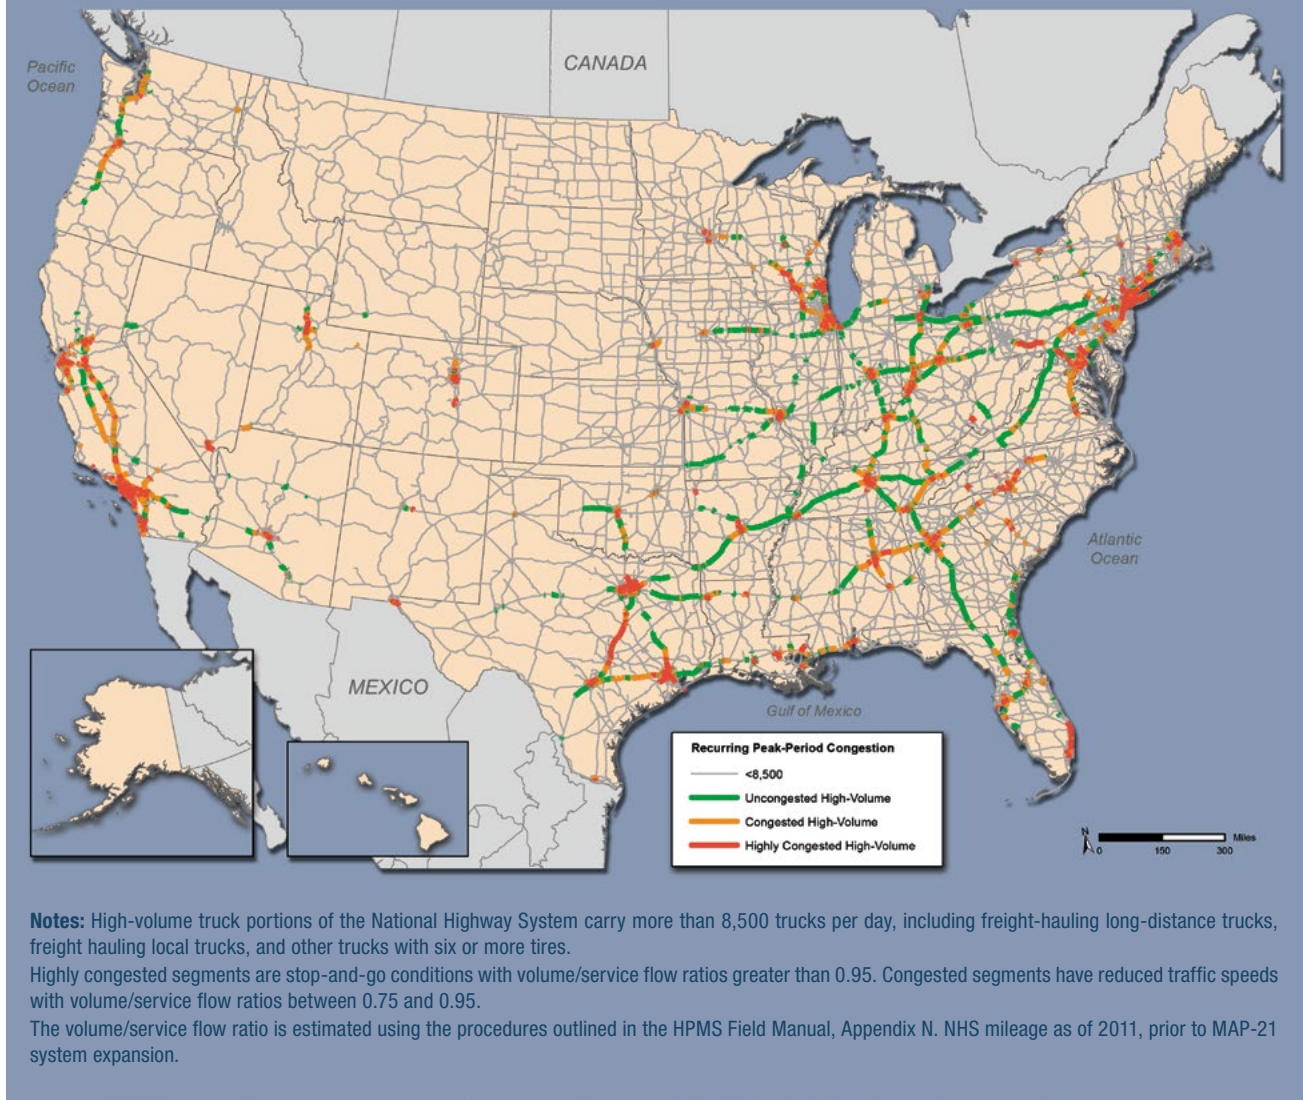 Pacific
Ocean
CANADA
Atlantic
Ocean
MEXICO
Gulf of Mexico
Recurring Peak-Period Congestion
<8,500
Uncongested High-Volume
Congested High-Volume
Highly Congested High-Volume
N
Miles
0 150 300
Notes: High-volume truck portions of the National Highway System carry more than 8,500 trucks per day, including freight-hauling long-distance trucks,
freight hauling local trucks, and other trucks with six or more tires.
Highly congested segments are stop-and-go conditions with volume/service flow ratios greater than 0.95. Congested segments have reduced traffic speeds
with volume/service flow ratios between 0.75 and 0.95.
The volume/service flow ratio is estimated using the procedures outlined in the HPMS Field Manual, Appendix N. NHS mileage as of 2011, prior to MAP-21
system expansion.